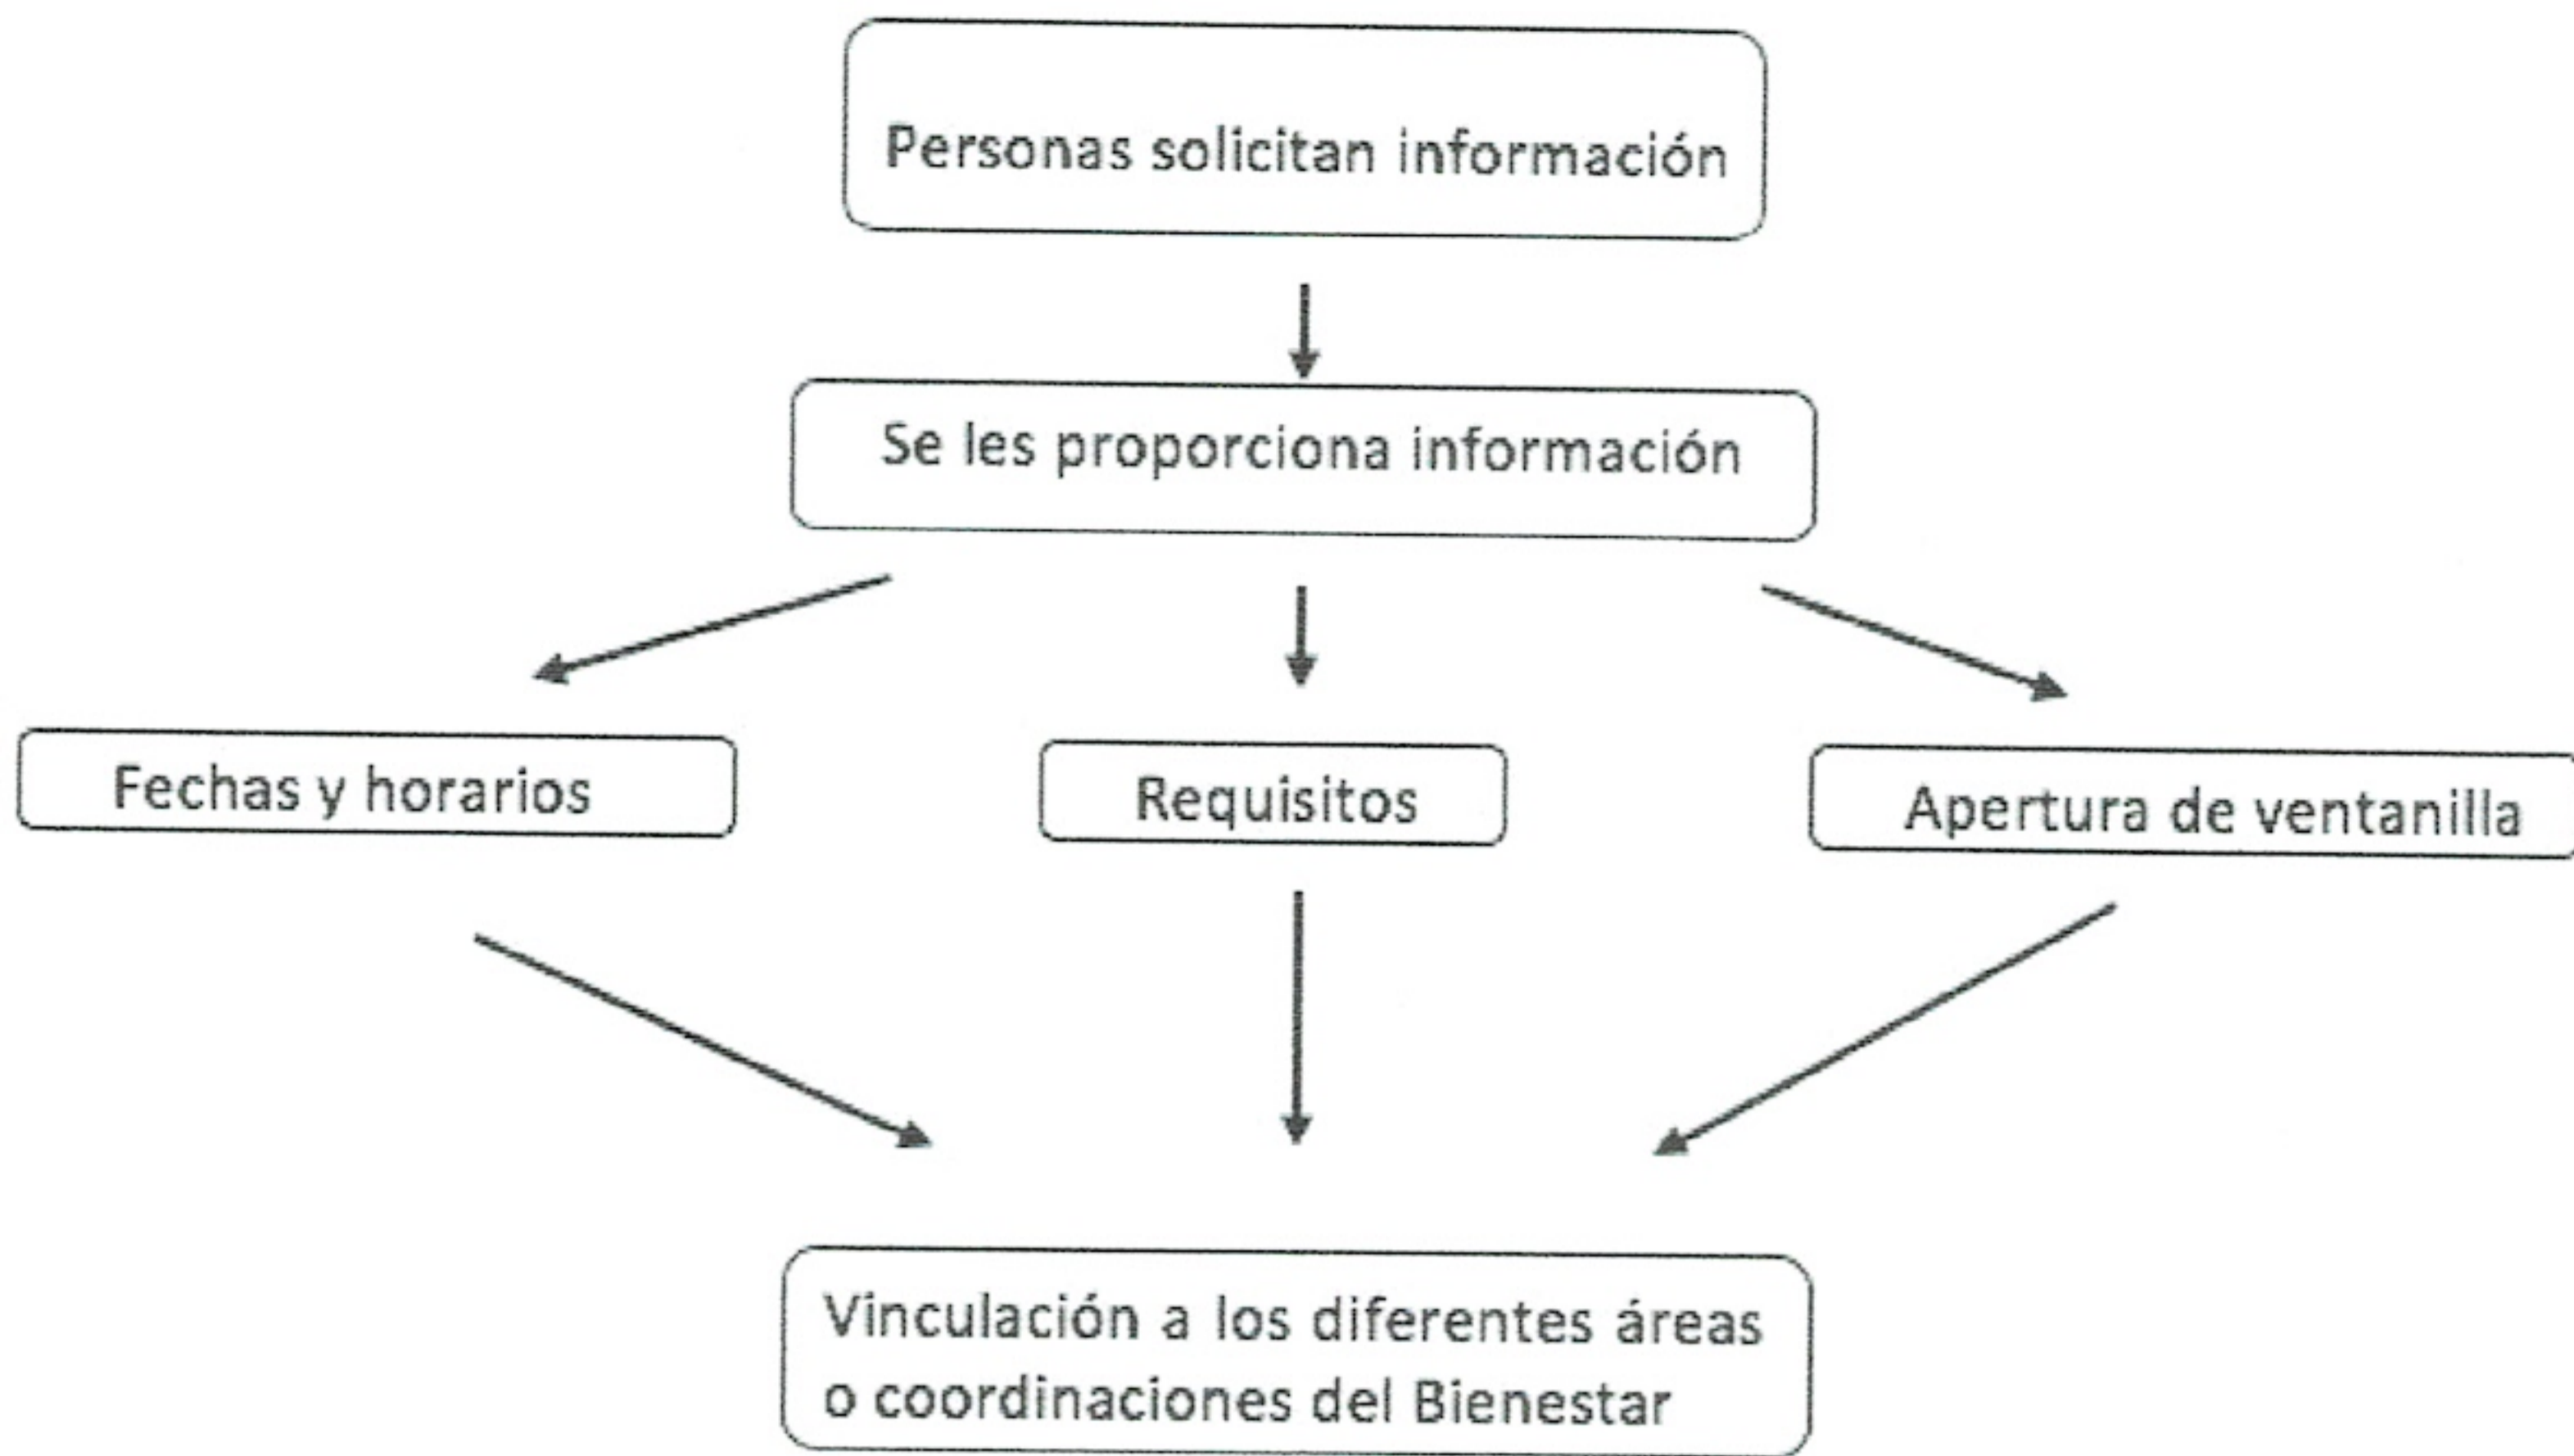 Personas solicitan información
Se les proporciona información
Fechas y horarios
Requisitos
Apertura de ventanilla
Vinculación a los diferentes áreas
o coordinaciones del Bienestar